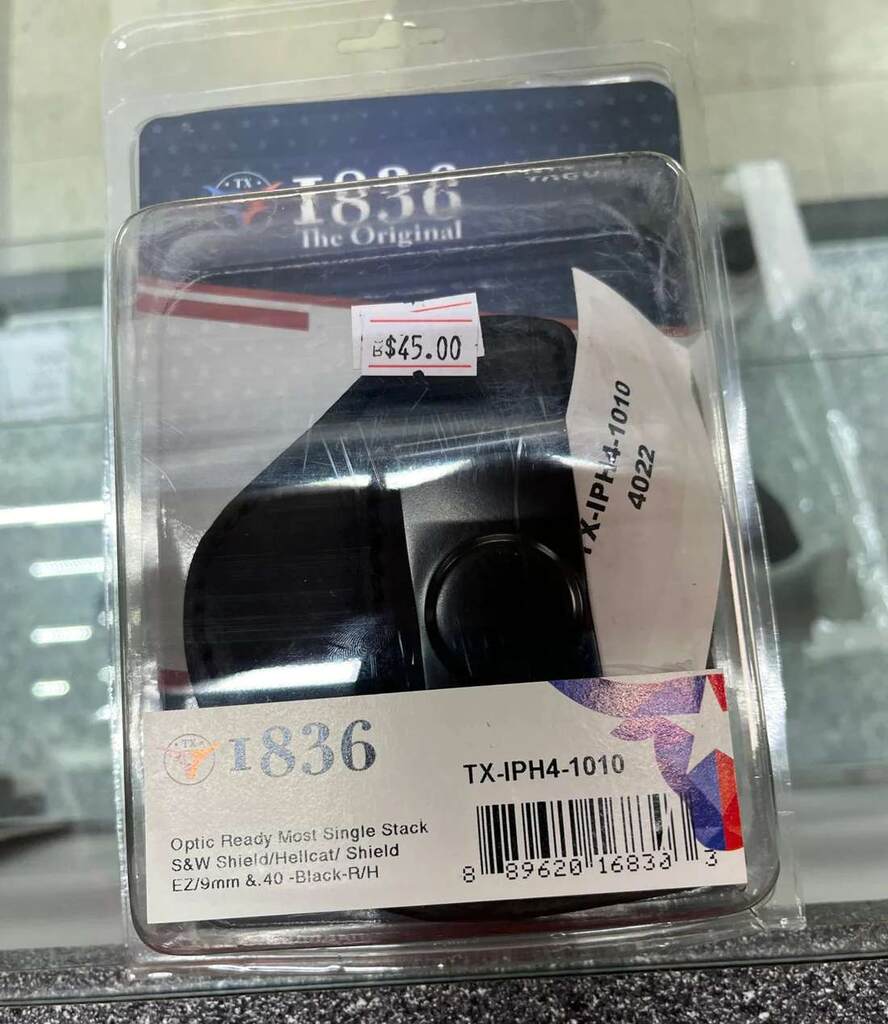 TX
1836
The Original
$45.00
TX-IPH4-1010
4022
TX
1836
TX-IPH4-1010
Optic Ready Most Single Stack
S&W Shield/Hellcat/ Shield
EZ/9mm &.40 -Black-R/H
8 89620 16830 3